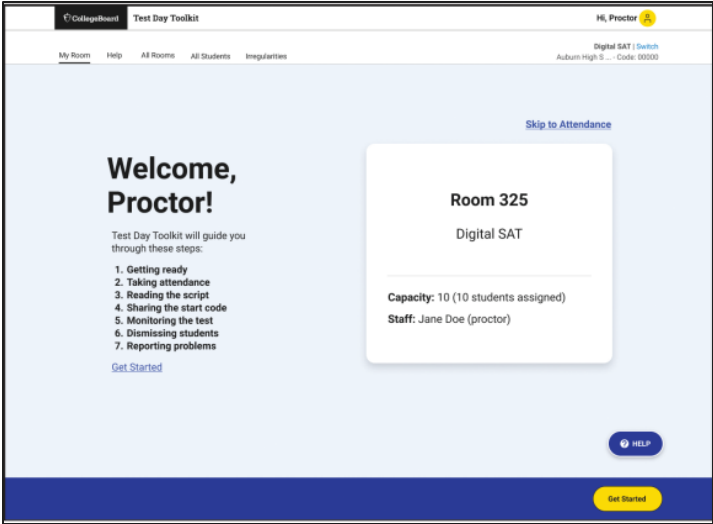 CollegeBoard Test Day Toolkit Hi, Proctor
My Room Help All Rooms All Students Irregularities
Digital SAT | Switch
Auburn High S ... - Code: 00000
Skip to Attendance
Welcome,
Proctor!
Test Day Toolkit will guide you
through these steps:
1. Getting ready
2. Taking attendance
3. Reading the script
4. Sharing the start code
5. Monitoring the test
6. Dismissing students
7. Reporting problems
Get Started
Room 325
Digital SAT
Capacity: 10 (10 students assigned)
Staff: Jane Doe (proctor)
? HELP
Get Started